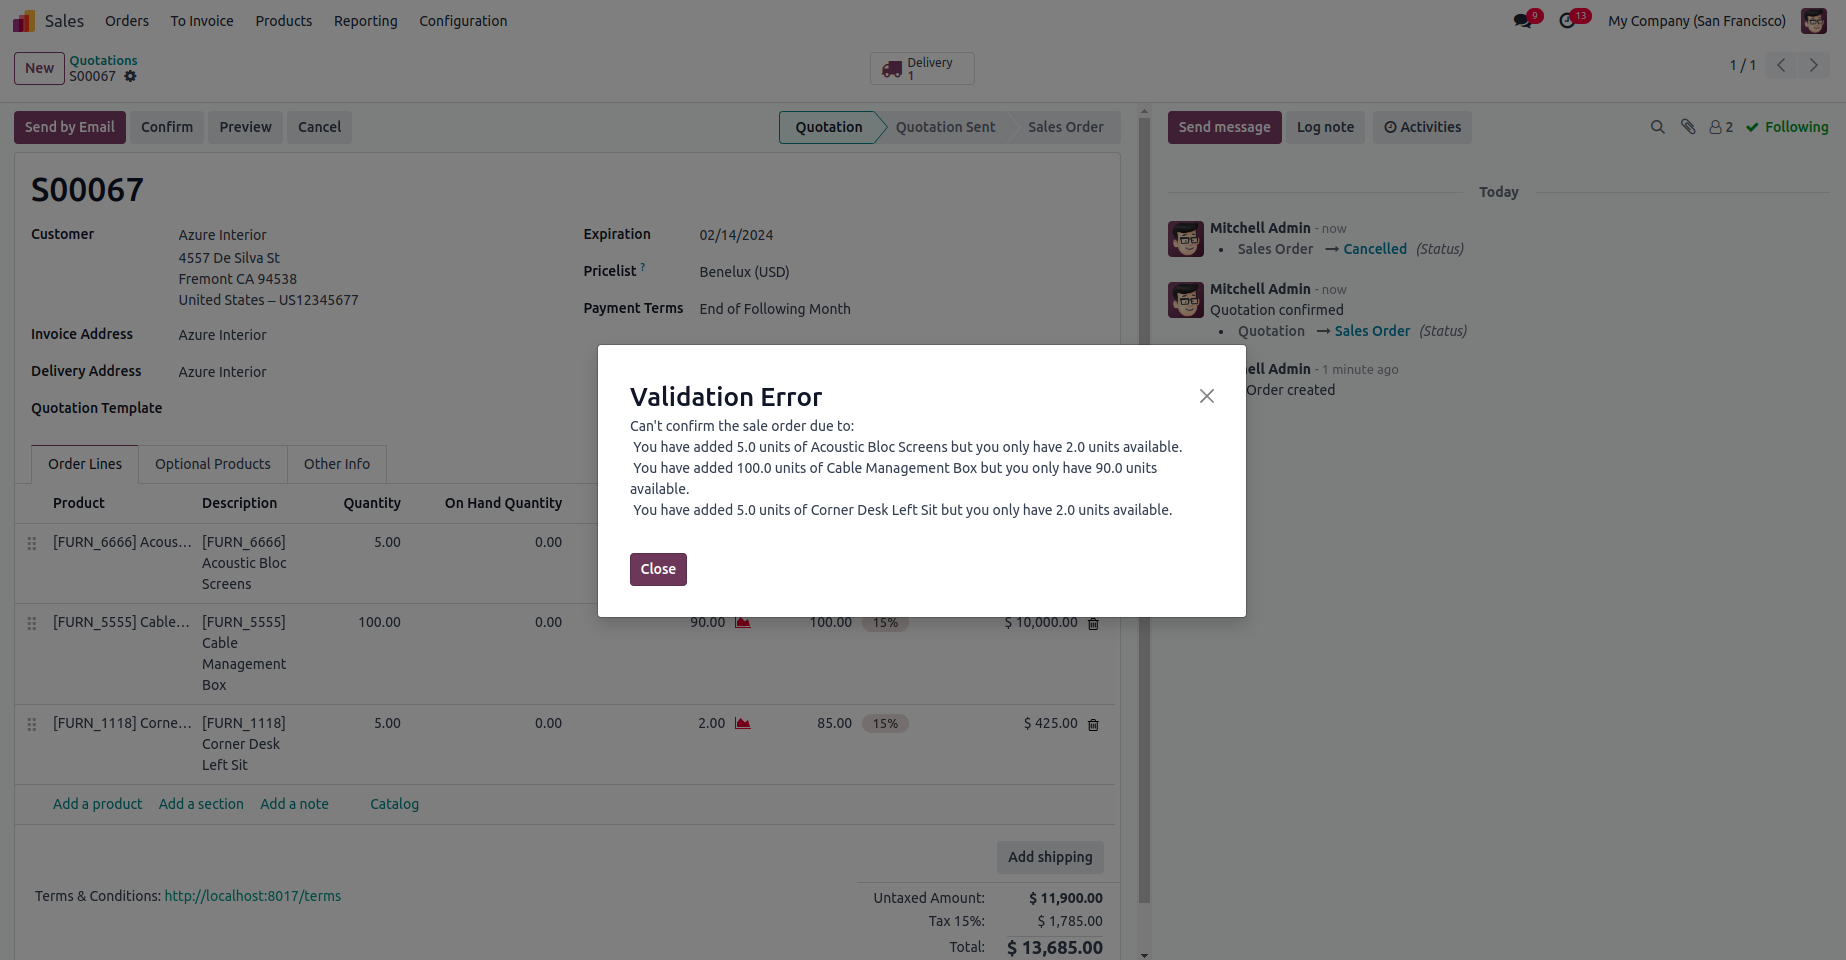 Sales Orders To Invoice Products Reporting Configuration 9 13 My Company (San Francisco)
New Quotations
S00067
Delivery
1
1 / 1
Send by Email Confirm Preview Cancel Quotation Quotation Sent Sales Order
S00067
Customer Azure Interior
4557 De Silva St
Fremont CA 94538
United States – US12345677
Invoice Address Azure Interior
Delivery Address Azure Interior
Quotation Template
Expiration 02/14/2024
Pricelist ? Benelux (USD)
Payment Terms End of Following Month
Order Lines Optional Products Other Info
Product Description Quantity On Hand Quantity
[FURN_6666] Acous... [FURN_6666] 5.00 0.00
Acoustic Bloc
Screens
[FURN_5555] Cable... [FURN_5555] 100.00 0.00 90.00 100.00 15% $ 10,000.00
Cable
Management
Box
[FURN_1118] Corne... [FURN_1118] 5.00 0.00 2.00 85.00 15% $ 425.00
Corner Desk
Left Sit
Add a product Add a section Add a note Catalog
Add shipping
Terms & Conditions: http://localhost:8017/terms
Untaxed Amount: $ 11,900.00
Tax 15%: $ 1,785.00
Total: $ 13,685.00
Validation Error
Can't confirm the sale order due to:
You have added 5.0 units of Acoustic Bloc Screens but you only have 2.0 units available.
You have added 100.0 units of Cable Management Box but you only have 90.0 units
available.
You have added 5.0 units of Corner Desk Left Sit but you only have 2.0 units available.
Close
Send message Log note Activities 2 Following
Today
Mitchell Admin - now
• Sales Order → Cancelled (Status)
Mitchell Admin - now
Quotation confirmed
• Quotation → Sales Order (Status)
ell Admin - 1 minute ago
Order created